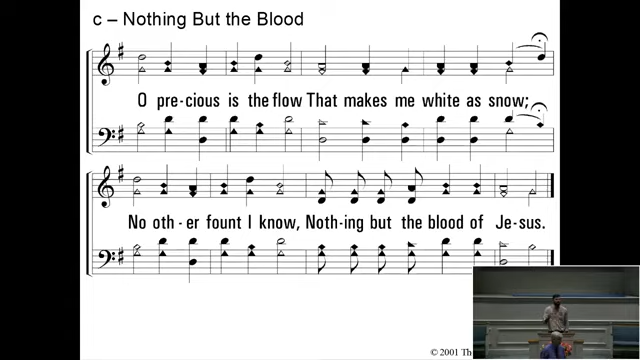 c – Nothing But the Blood
O pre-cious is the flow That makes me white as snow;
No oth-er fount I know, Noth-ing but the blood of Je-sus.
© 2001 Th